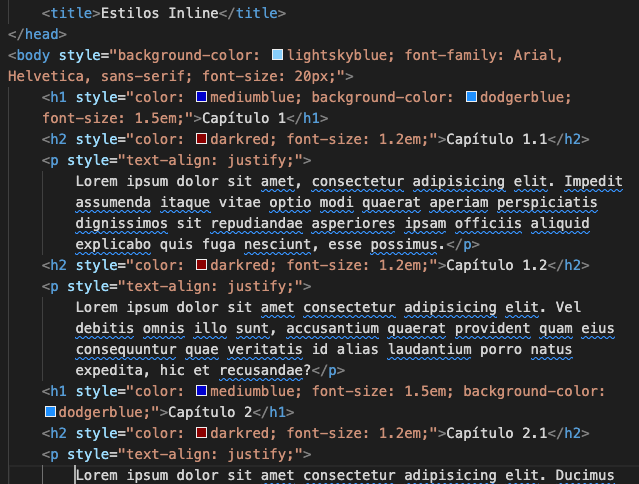 <title>Estilos Inline</title>
</head>
<body style="background-color: lightskyblue; font-family: Arial,
Helvetica, sans-serif; font-size: 20px;">
<h1 style="color: mediumblue; background-color: dodgerblue;
font-size: 1.5em;">Capítulo 1</h1>
<h2 style="color: darkred; font-size: 1.2em;">Capítulo 1.1</h2>
<p style="text-align: justify;">
Lorem ipsum dolor sit amet, consectetur adipisicing elit. Impedit
assumenda itaque vitae optio modi quaerat aperiam perspiciatis
dignissimos sit repudiandae asperiores ipsam officiis aliquid
explicabo quis fuga nesciunt, esse possimus.</p>
<h2 style="color: darkred; font-size: 1.2em;">Capítulo 1.2</h2>
<p style="text-align: justify;">
Lorem ipsum dolor sit amet consectetur adipisicing elit. Vel
debitis omnis illo sunt, accusantium quaerat provident quam eius
consequuntur quae veritatis id alias laudantium porro natus
expedita, hic et recusandae?</p>
<h1 style="color: mediumblue; font-size: 1.5em; background-color:
dodgerblue;">Capítulo 2</h1>
<h2 style="color: darkred; font-size: 1.2em;">Capítulo 2.1</h2>
<p style="text-align: justify;">
Lorem ipsum dolor sit amet consectetur adipisicing elit. Ducimus